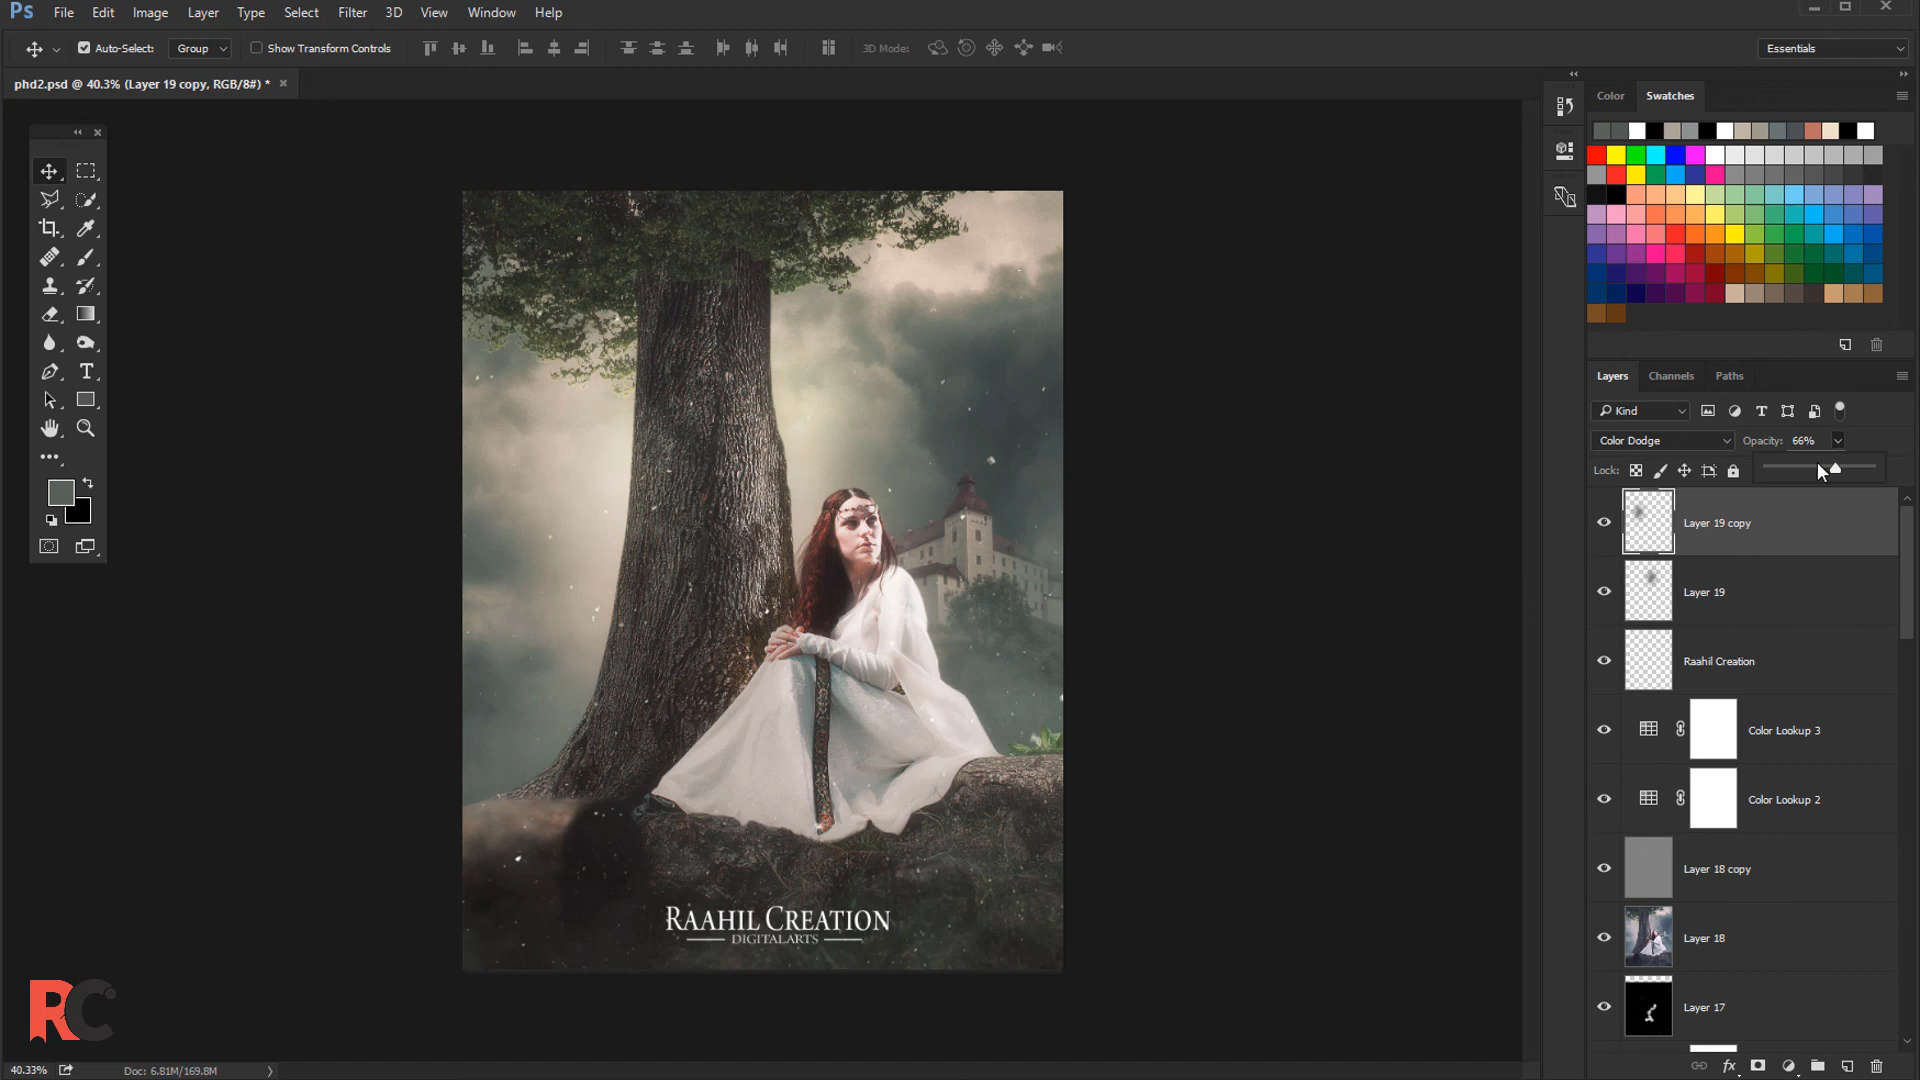 Ps File Edit Image Layer Type Select Filter 3D View Window Help
Auto-Select: Group Show Transform Controls 3D Mode: Essentials
phd2.psd @ 40.3% (Layer 19 copy, RGB/8#) *
Color Swatches
Layers Channels Paths
Kind
Color Dodge Opacity: 66%
Lock:
Layer 19 copy
Layer 19
Raahil Creation
Color Lookup 3
Color Lookup 2
Layer 18 copy
Layer 18
Layer 17
RAAHIL CREATION
DIGITALARTS
RC
40.33% Doc: 6.81M/169.8M
fx